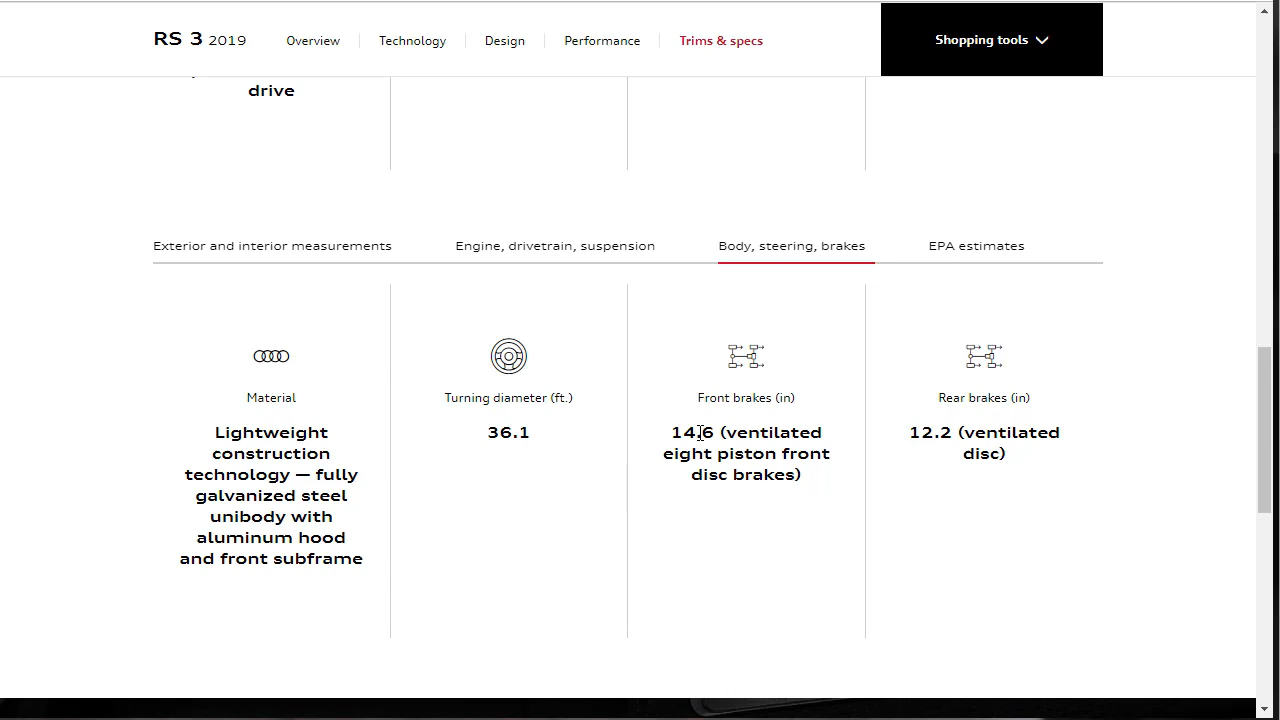 RS 3 2019 Overview Technology Design Performance Trims & specs Shopping tools
drive
Exterior and interior measurements Engine, drivetrain, suspension Body, steering, brakes EPA estimates
Material
Lightweight
construction
technology — fully
galvanized steel
unibody with
aluminum hood
and front subframe
Turning diameter (ft.)
36.1
Front brakes (in)
14.6 (ventilated
eight piston front
disc brakes)
Rear brakes (in)
12.2 (ventilated
disc)